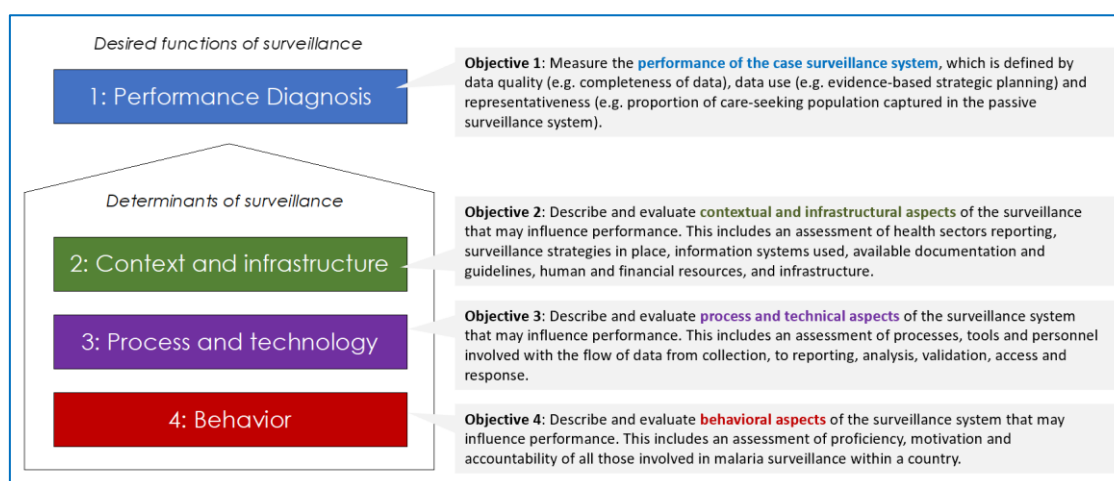 Desired functions of surveillance
1: Performance Diagnosis
Objective 1: Measure the performance of the case surveillance system, which is defined by
data quality (e.g. completeness of data), data use (e.g. evidence-based strategic planning) and
representativeness (e.g. proportion of care-seeking population captured in the passive
surveillance system).
Determinants of surveillance
2: Context and infrastructure
Objective 2: Describe and evaluate contextual and infrastructural aspects of the surveillance
that may influence performance. This includes an assessment of health sectors reporting,
surveillance strategies in place, information systems used, available documentation and
guidelines, human and financial resources, and infrastructure.
3: Process and technology
Objective 3: Describe and evaluate process and technical aspects of the surveillance system
that may influence performance. This includes an assessment of processes, tools and personnel
involved with the flow of data from collection, to reporting, analysis, validation, access and
response.
4: Behavior
Objective 4: Describe and evaluate behavioral aspects of the surveillance system that may
influence performance. This includes an assessment of proficiency, motivation and
accountability of all those involved in malaria surveillance within a country.